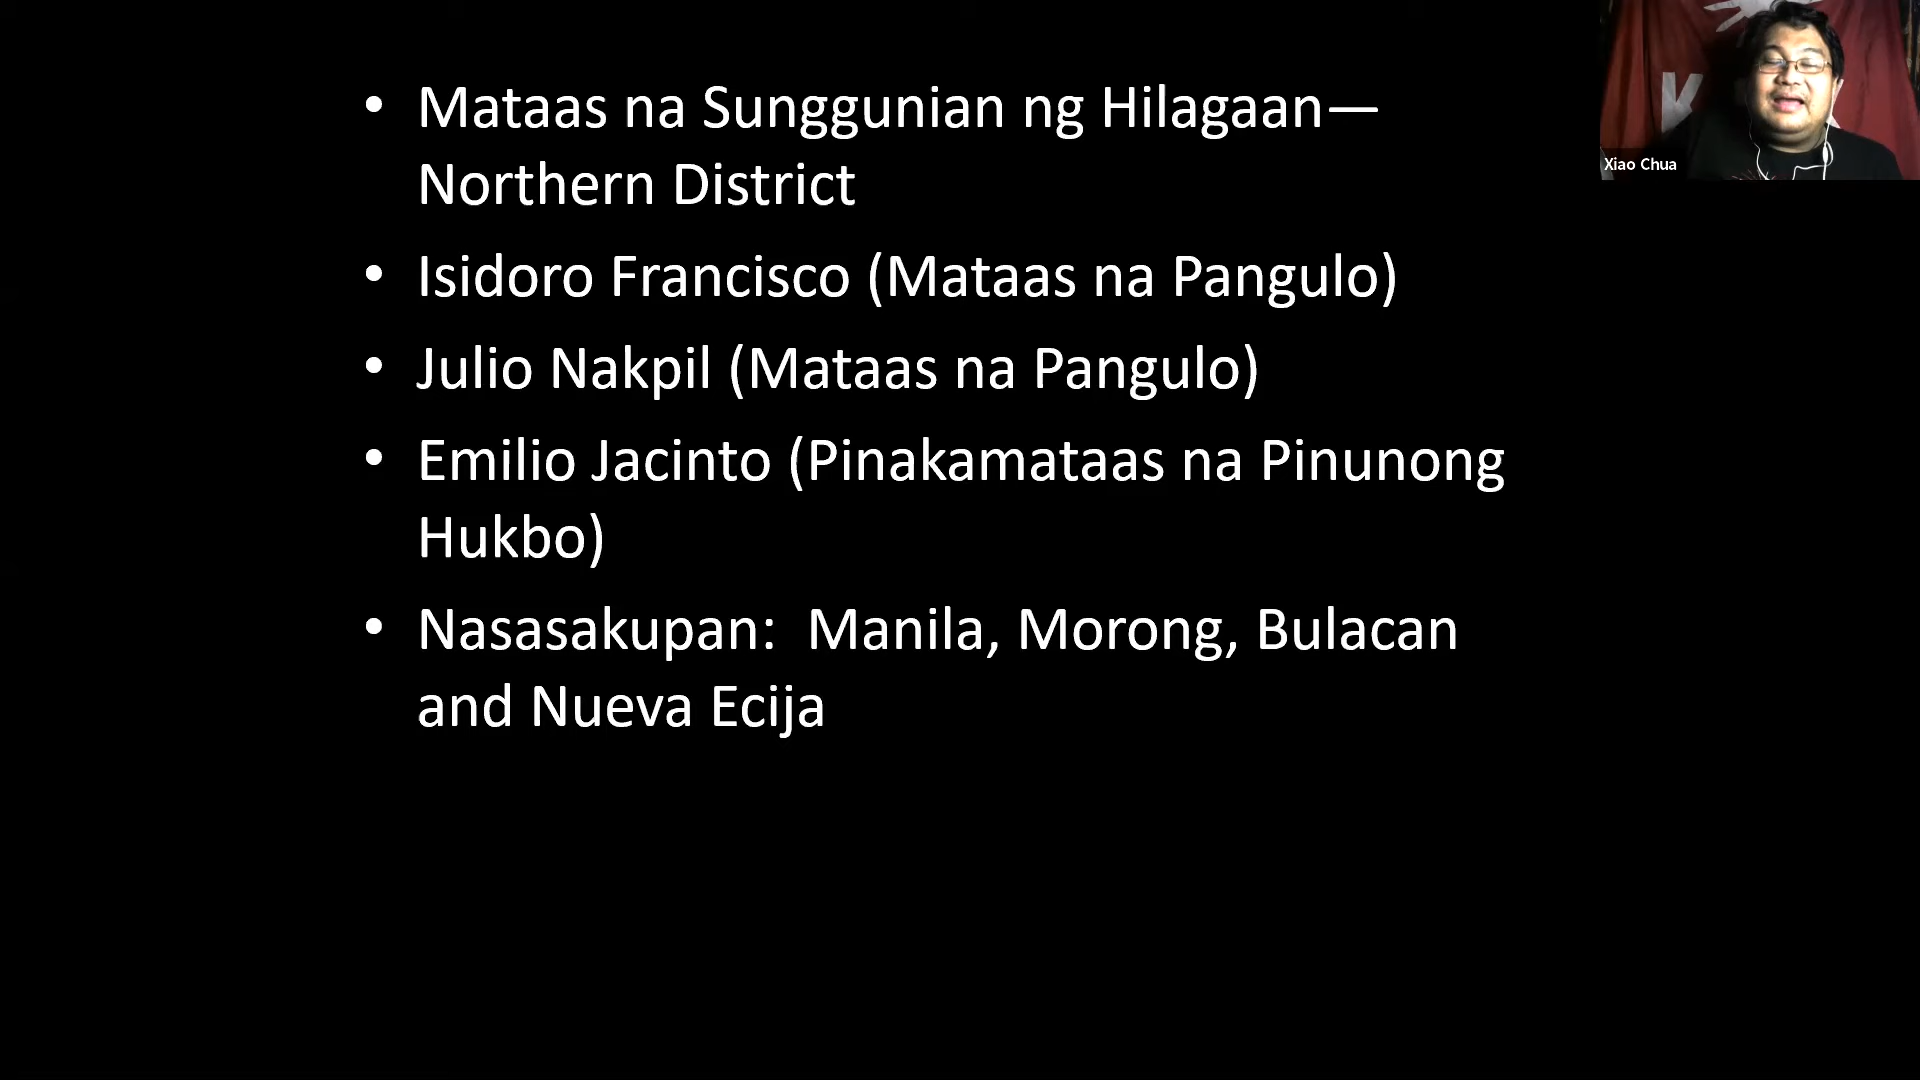 • Mataas na Sunggunian ng Hilagaan—
Northern District
• Isidoro Francisco (Mataas na Pangulo)
• Julio Nakpil (Mataas na Pangulo)
• Emilio Jacinto (Pinakamataas na Pinunong
Hukbo)
• Nasasakupan:  Manila, Morong, Bulacan
and Nueva Ecija
K
Xiao Chua